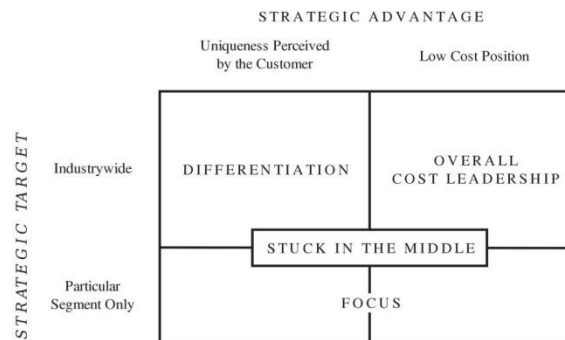 STRATEGIC ADVANTAGE
Uniqueness Perceived
by the Customer
Low Cost Position
STRATEGIC TARGET
Industrywide
DIFFERENTIATION
OVERALL
COST LEADERSHIP
STUCK IN THE MIDDLE
Particular
Segment Only
FOCUS